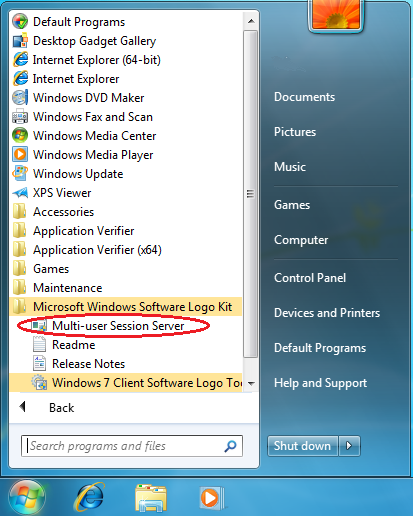 Default Programs
Desktop Gadget Gallery
Internet Explorer (64-bit)
Internet Explorer
Windows DVD Maker
Windows Fax and Scan
Windows Media Center
Windows Media Player
Windows Update
XPS Viewer
Accessories
Application Verifier
Application Verifier (x64)
Games
Maintenance
Microsoft Windows Software Logo Kit
Multi-user Session Server
Readme
Release Notes
Windows 7 Client Software Logo Too
Back
Search programs and files
Documents
Pictures
Music
Games
Computer
Control Panel
Devices and Printers
Default Programs
Help and Support
Shut down